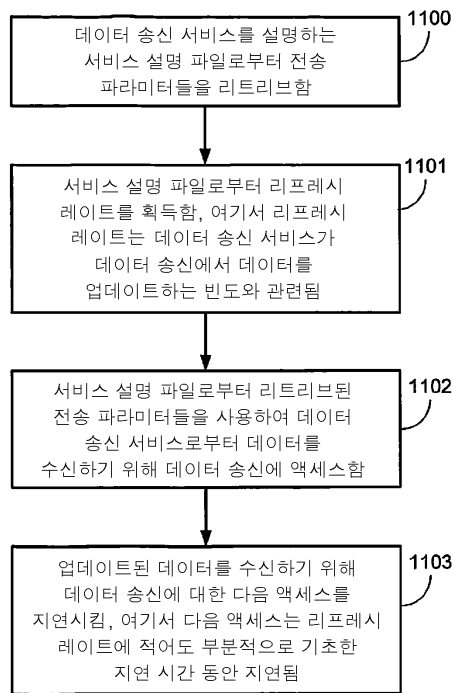 1100
데이터 송신 서비스를 설명하는
서비스 설명 파일로부터 전송
파라미터들을 리트리브함
1101
서비스 설명 파일로부터 리프레시
레이트를 획득함, 여기서 리프레시
레이트는 데이터 송신 서비스가
데이터 송신에서 데이터를
업데이트하는 빈도와 관련됨
1102
서비스 설명 파일로부터 리트리브된
전송 파라미터들을 사용하여 데이터
송신 서비스로부터 데이터를
수신하기 위해 데이터 송신에 액세스함
1103
업데이트된 데이터를 수신하기 위해
데이터 송신에 대한 다음 액세스를
지연시킴, 여기서 다음 액세스는 리프레시
레이트에 적어도 부분적으로 기초한
지연 시간 동안 지연됨